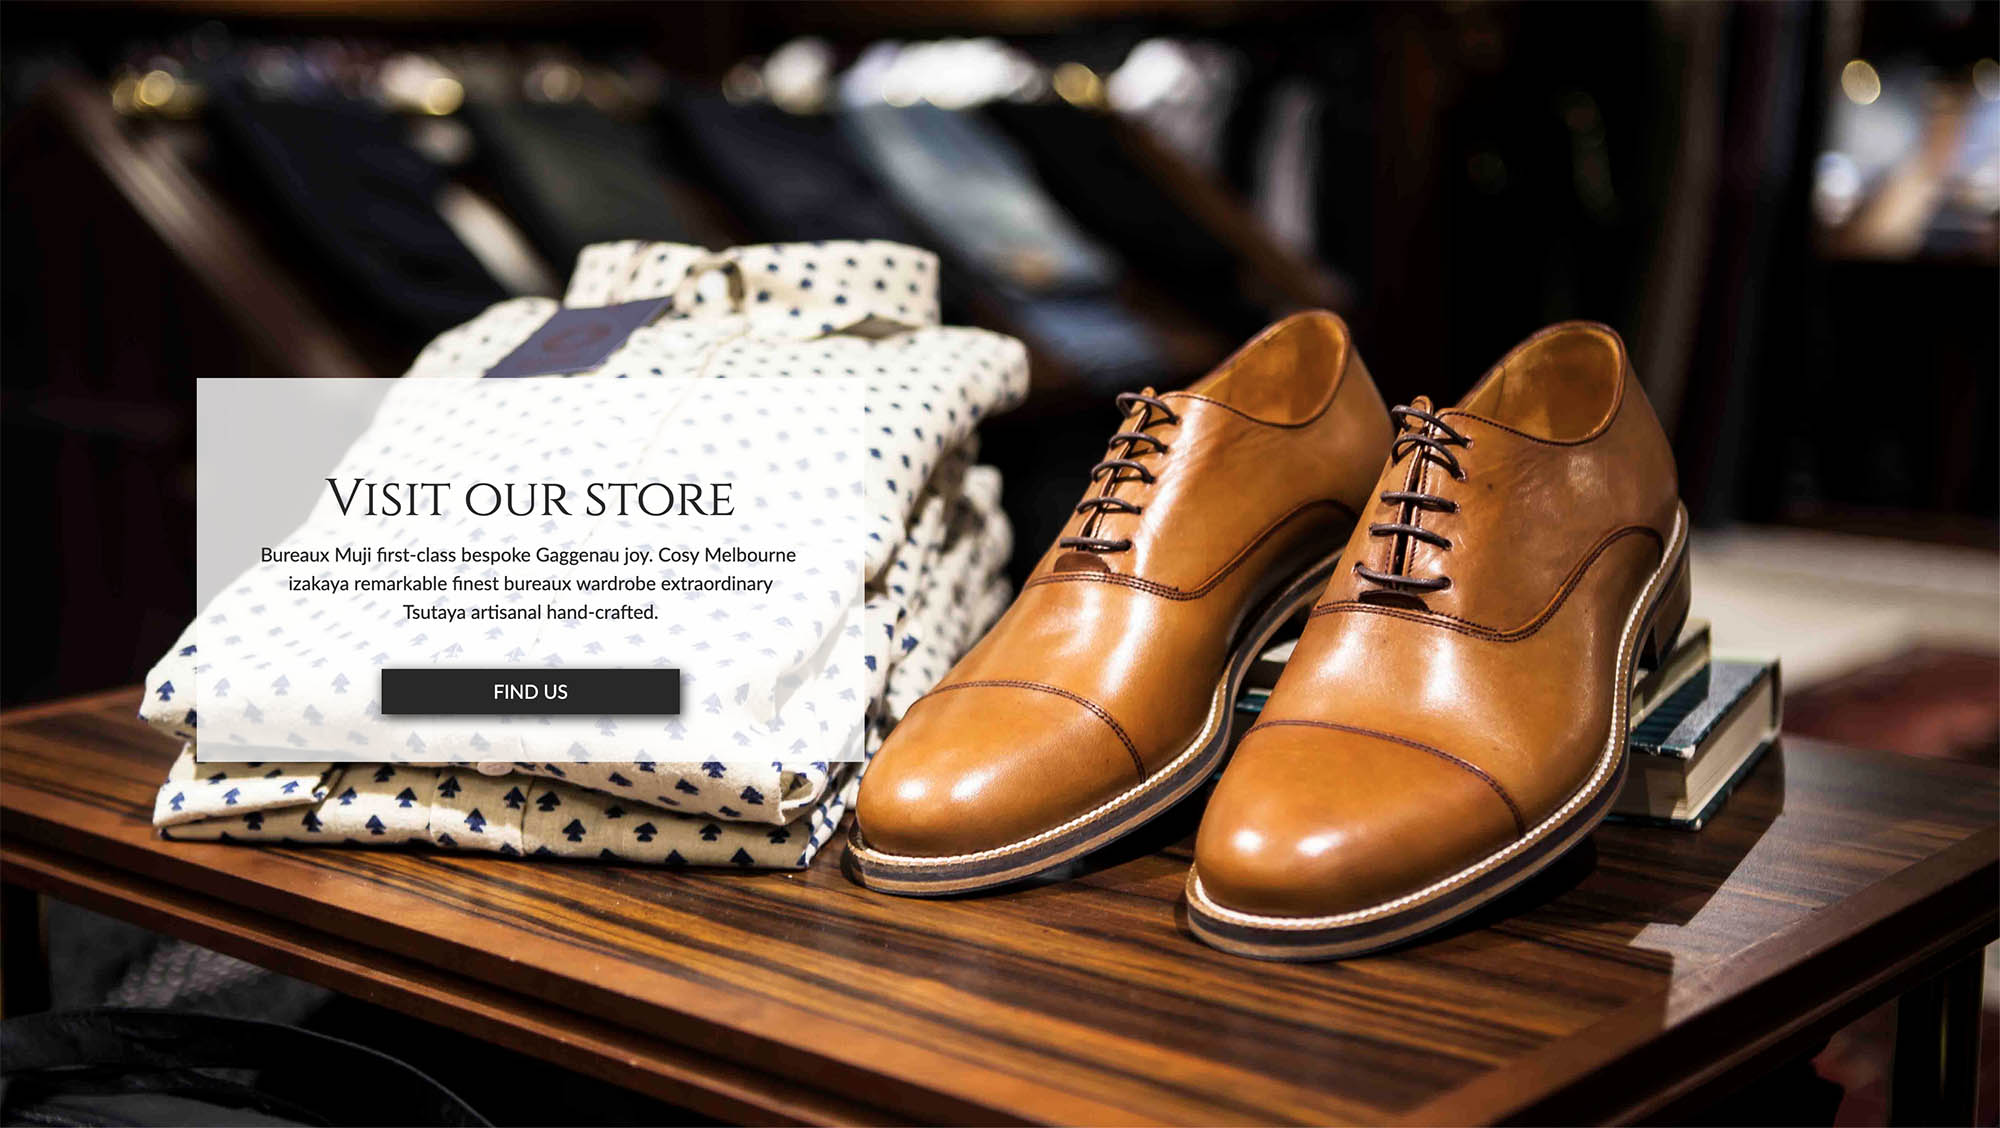 Visit our store
Bureaux Muji first-class bespoke Gaggenau joy. Cosy Melbourne
izakaya remarkable finest bureaux wardrobe extraordinary
Tsutaya artisanal hand-crafted.
FIND US